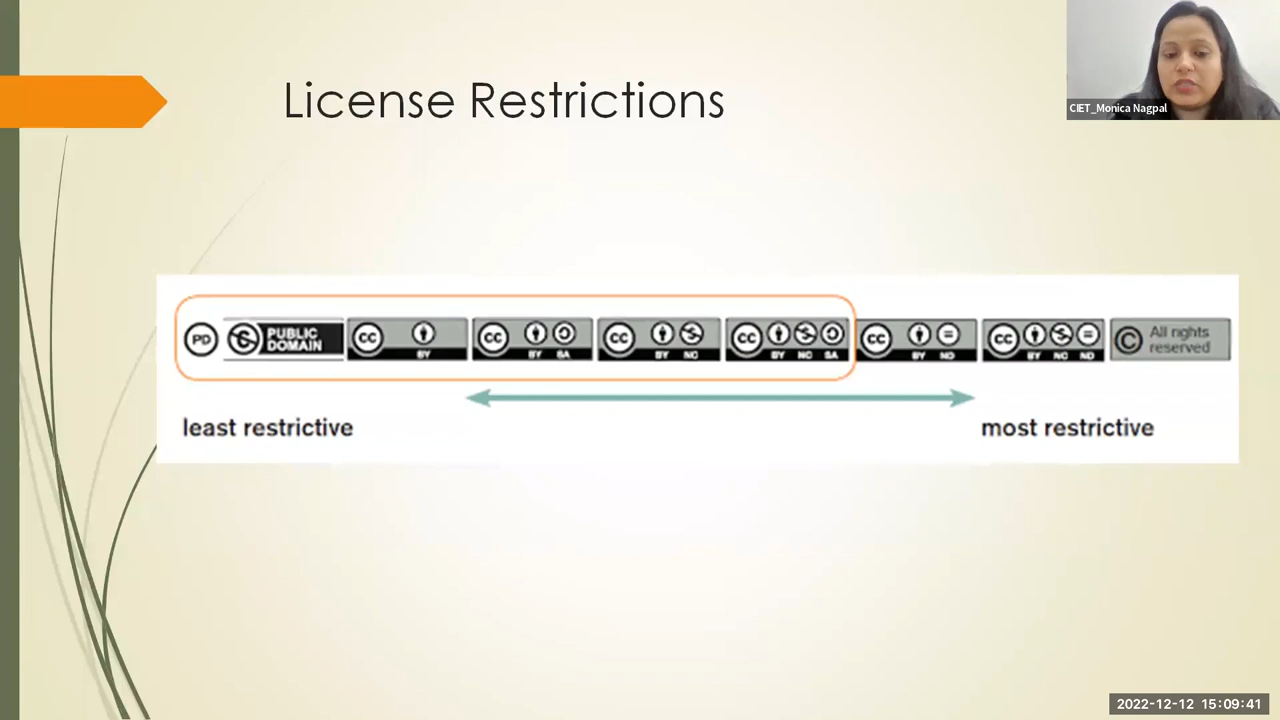 License Restrictions
CIET_Monica Nagpal
PD PUBLIC DOMAIN CC BY CC BY SA CC BY NC CC BY NC SA CC BY ND CC BY NC ND © All rights reserved
least restrictive
most restrictive
2022-12-12 15:09:41